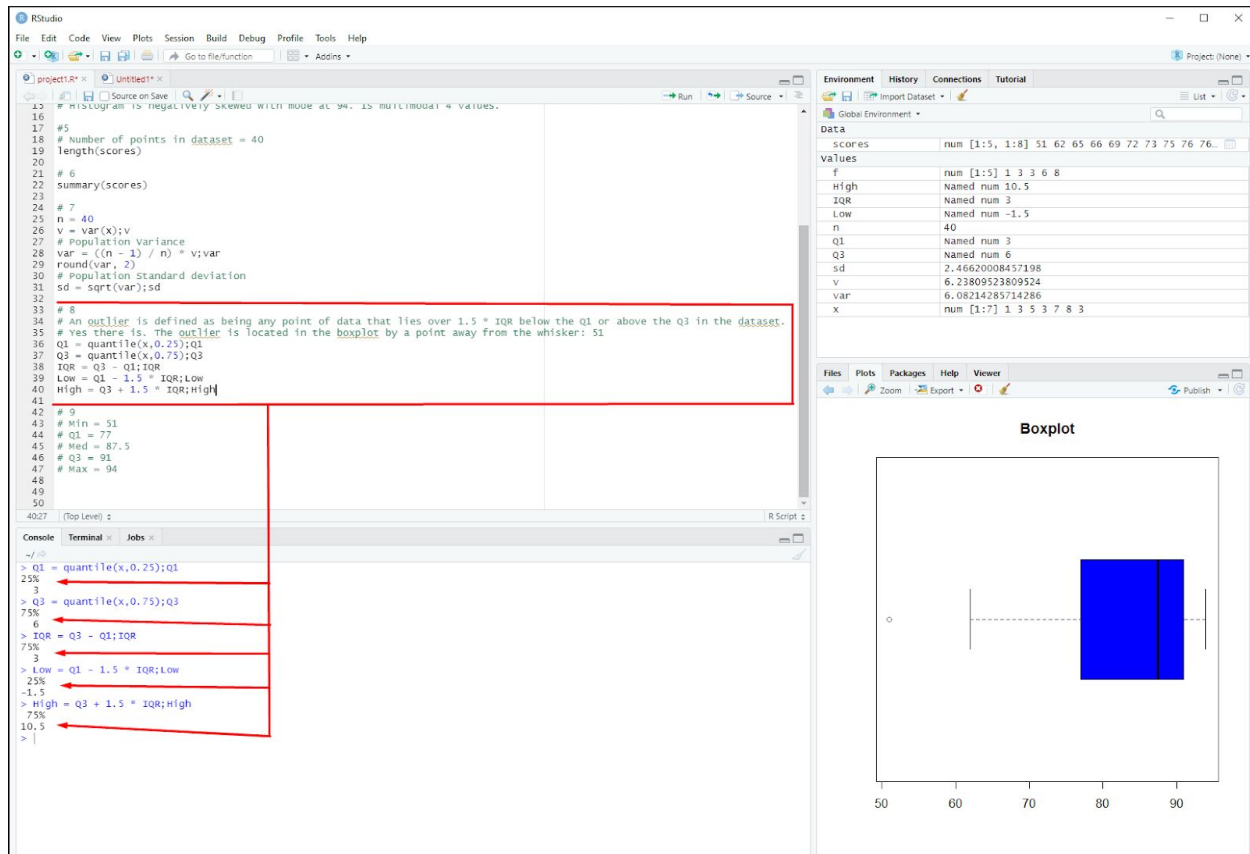 RStudio
File Edit Code View Plots Session Build Debug Profile Tools Help
Go to file/function
Addins
Project: (None)
project1.R*
Untitled1*
Source on Save
Run
Source
15 # Histogram is negatively skewed with mode at 94. Is multimodal 4 values.
16
17 #5
18 # Number of points in dataset = 40
19 length(scores)
20
21 # 6
22 summary(scores)
23
24 # 7
25 n = 40
26 v = var(x);v
27 # Population Variance
28 var = ((n - 1) / n) * v;var
29 round(var, 2)
30 # Population Standard deviation
31 sd = sqrt(var);sd
32
33 # 8
34 # An outlier is defined as being any point of data that lies over 1.5 * IQR below the Q1 or above the Q3 in the dataset.
35 # Yes there is. The outlier is located in the boxplot by a point away from the whisker: 51
36 Q1 = quantile(x,0.25);Q1
37 Q3 = quantile(x,0.75);Q3
38 IQR = Q3 - Q1;IQR
39 Low = Q1 - 1.5 * IQR;Low
40 High = Q3 + 1.5 * IQR;High
41
42 # 9
43 # Min = 51
44 # Q1 = 77
45 # Med = 87.5
46 # Q3 = 91
47 # Max = 94
48
49
50
40:27 (Top Level) R Script
Console Terminal Jobs
~/
> Q1 = quantile(x,0.25);Q1
25%
3
> Q3 = quantile(x,0.75);Q3
75%
6
> IQR = Q3 - Q1;IQR
75%
3
> Low = Q1 - 1.5 * IQR;Low
25%
-1.5
> High = Q3 + 1.5 * IQR;High
75%
10.5
>
Environment History Connections Tutorial
Import Dataset
List
Global Environment
Data
scores num [1:5, 1:8] 51 62 65 66 69 72 73 75 76 76...
Values
f num [1:5] 1 3 3 6 8
High Named num 10.5
IQR Named num 3
Low Named num -1.5
n 40
Q1 Named num 3
Q3 Named num 6
sd 2.46620008457198
v 6.23809523809524
var 6.08214285714286
x num [1:7] 1 3 5 3 7 8 3
Files Plots Packages Help Viewer
Zoom Export Publish
Boxplot
50 60 70 80 90